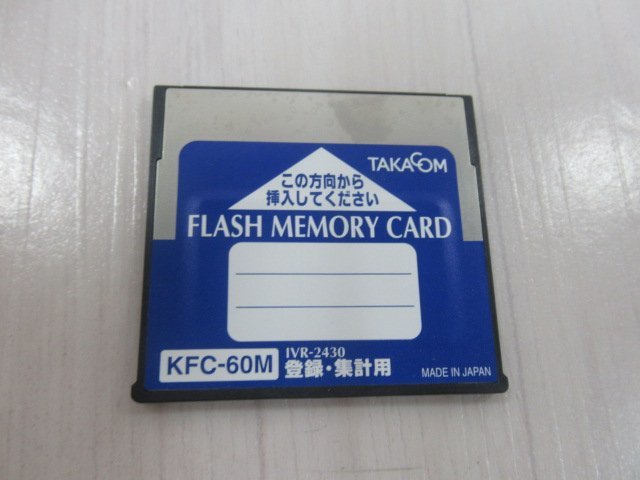 TAKACOM
この方向から
挿入してください
FLASH MEMORY CARD
KFC-60M
IVR-2430
登録・集計用
MADE IN JAPAN